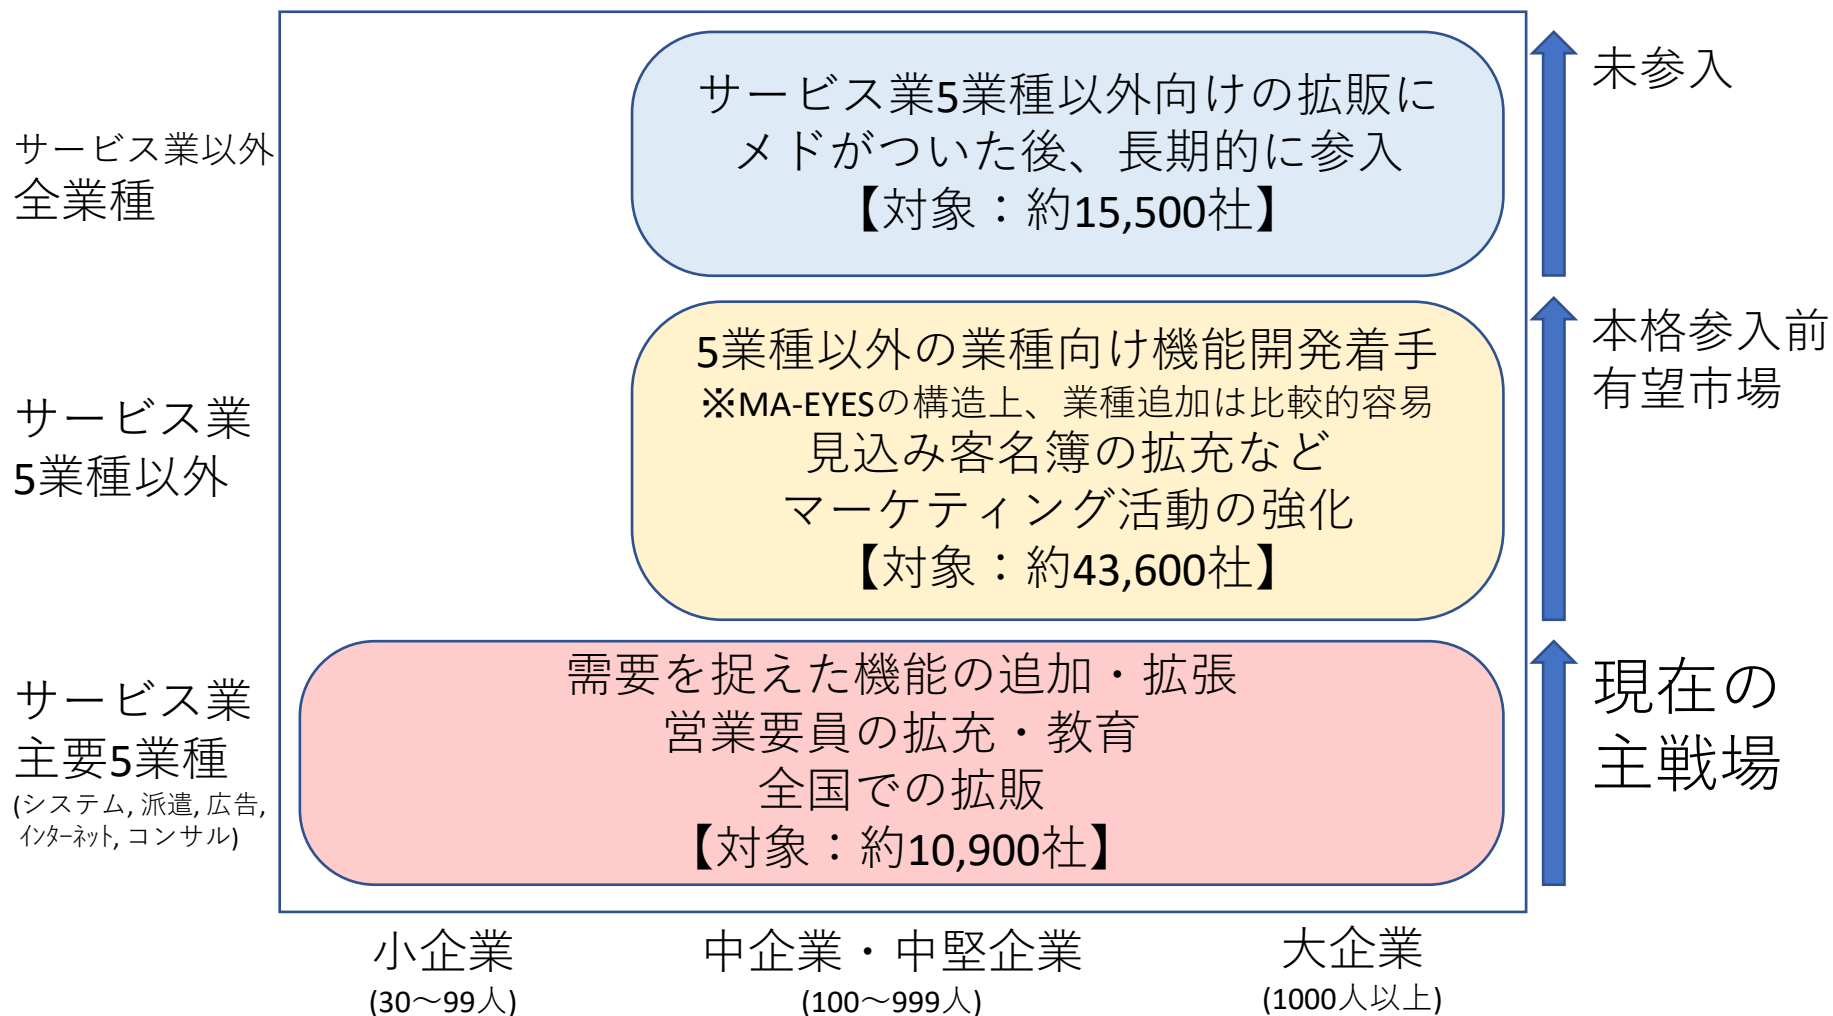 サービス業以外
全業種
サービス業5業種以外向けの拡販に
メドがついた後、長期的に参入
【対象：約15,500社】
未参入
サービス業
5業種以外
5業種以外の業種向け機能開発着手
※MA-EYESの構造上、業種追加は比較的容易
見込み客名簿の拡充など
マーケティング活動の強化
【対象：約43,600社】
本格参入前
有望市場
サービス業
主要5業種
(システム, 派遣, 広告,
ｲﾝﾀｰﾈｯﾄ, コンサル)
需要を捉えた機能の追加・拡張
営業要員の拡充・教育
全国での拡販
【対象：約10,900社】
現在の
主戦場
小企業
(30～99人)
中企業・中堅企業
(100～999人)
大企業
(1000人以上)